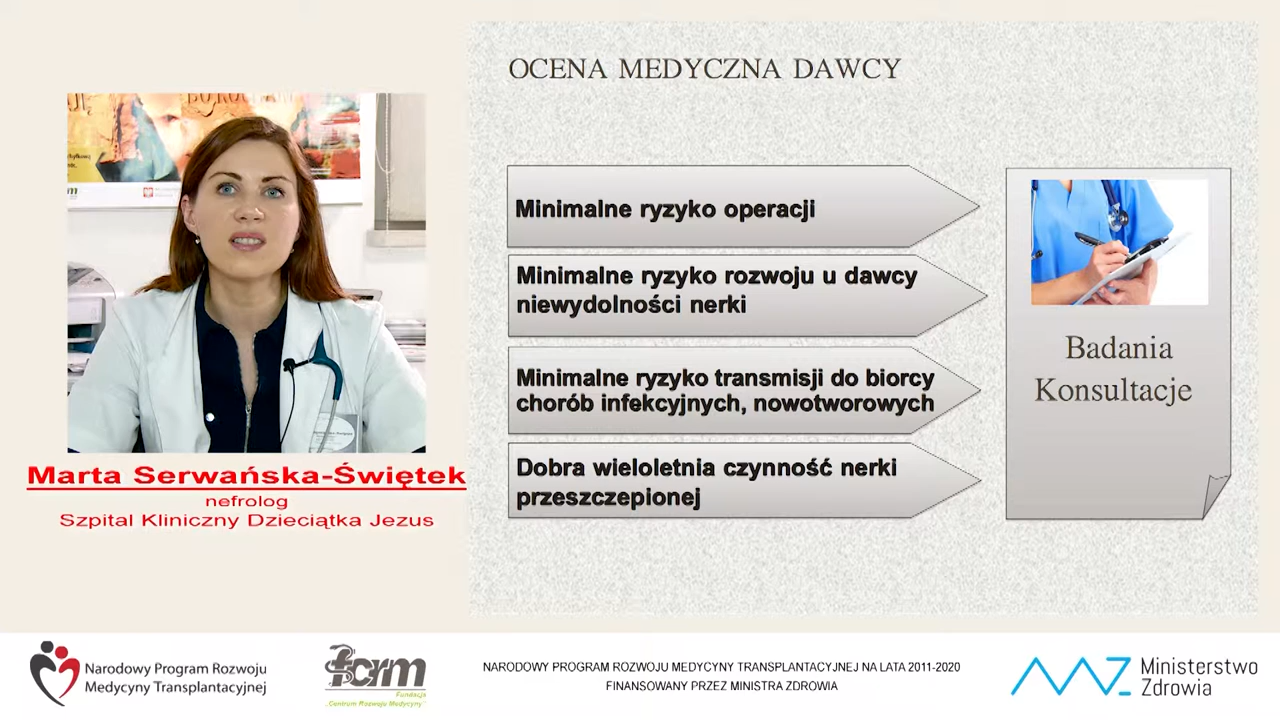 OCENA MEDYCZNA DAWCY
Minimalne ryzyko operacji
Minimalne ryzyko rozwoju u dawcy
niewydolności nerki
Minimalne ryzyko transmisji do biorcy
chorób infekcyjnych, nowotworowych
Dobra wieloletnia czynność nerki
przeszczepionej
Badania
Konsultacje
Marta Serwańska-Świętek
nefrolog
Szpital Kliniczny Dzieciątka Jezus
Narodowy Program Rozwoju
Medycyny Transplantacyjnej
fcrm
Fundacja
„Centrum Rozwoju Medycyny"
NARODOWY PROGRAM ROZWOJU MEDYCYNY TRANSPLANTACYJNEJ NA LATA 2011-2020
FINANSOWANY PRZEZ MINISTRA ZDROWIA
Ministerstwo
Zdrowia